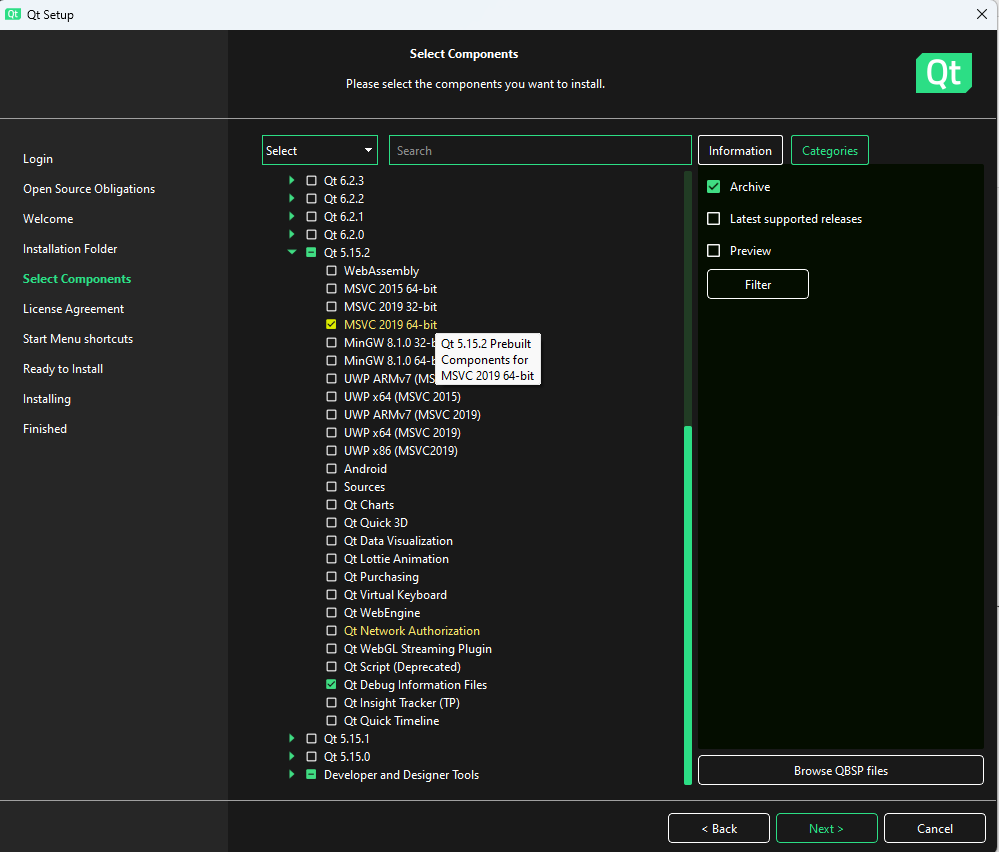 Qt Qt Setup
Select Components
Please select the components you want to install.
Qt
Login
Open Source Obligations
Welcome
Installation Folder
Select Components
License Agreement
Start Menu shortcuts
Ready to Install
Installing
Finished
Select
Search
Information
Categories
Qt 6.2.3
Qt 6.2.2
Qt 6.2.1
Qt 6.2.0
Qt 5.15.2
WebAssembly
MSVC 2015 64-bit
MSVC 2019 32-bit
MSVC 2019 64-bit
MinGW 8.1.0 32-b
MinGW 8.1.0 64-b
UWP ARMv7 (MS
UWP x64 (MSVC 2015)
UWP ARMv7 (MSVC 2019)
UWP x64 (MSVC 2019)
UWP x86 (MSVC2019)
Android
Sources
Qt Charts
Qt Quick 3D
Qt Data Visualization
Qt Lottie Animation
Qt Purchasing
Qt Virtual Keyboard
Qt WebEngine
Qt Network Authorization
Qt WebGL Streaming Plugin
Qt Script (Deprecated)
Qt Debug Information Files
Qt Insight Tracker (TP)
Qt Quick Timeline
Qt 5.15.1
Qt 5.15.0
Developer and Designer Tools
Qt 5.15.2 Prebuilt
Components for
MSVC 2019 64-bit
Archive
Latest supported releases
Preview
Filter
Browse QBSP files
< Back
Next >
Cancel